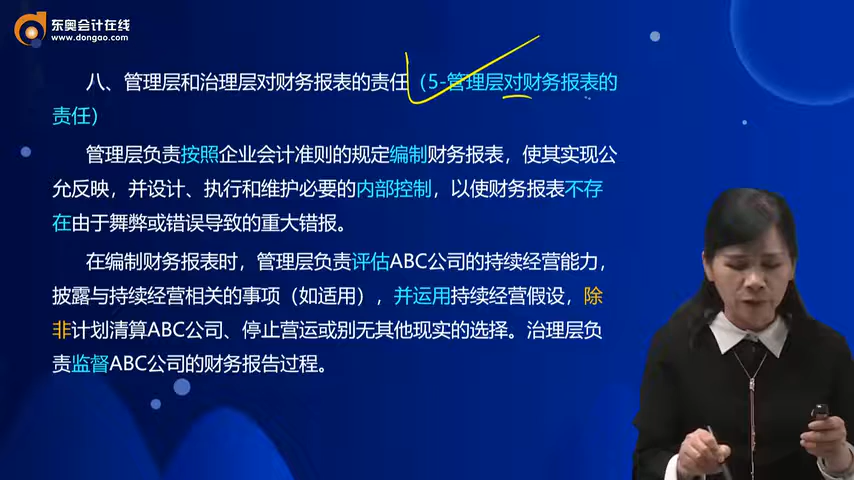 东奥会计在线
www.dongao.com
八、管理层和治理层对财务报表的责任（5-管理层对财务报表的
责任）
管理层负责按照企业会计准则的规定编制财务报表，使其实现公
允反映，并设计、执行和维护必要的内部控制，以使财务报表不存
在由于舞弊或错误导致的重大错报。
在编制财务报表时，管理层负责评估ABC公司的持续经营能力，
披露与持续经营相关的事项（如适用），并运用持续经营假设，除
非计划清算ABC公司、停止营运或别无其他现实的选择。治理层负
责监督ABC公司的财务报告过程。